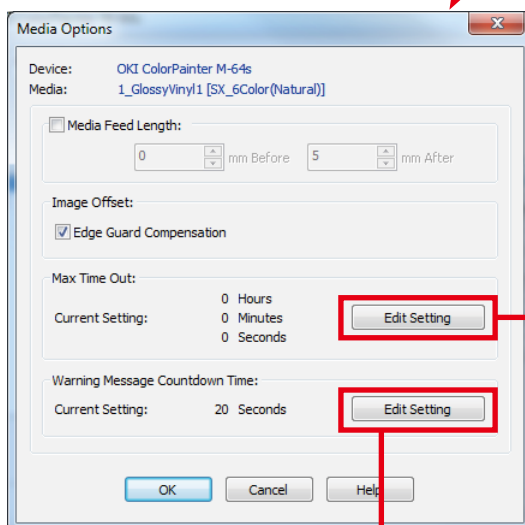 Media Options
Device: OKI ColorPainter M-64s
Media: 1_GlossyVinyl1 [SX_6Color(Natural)]
Media Feed Length:
0 mm Before 5 mm After
Image Offset:
Edge Guard Compensation
Max Time Out:
0 Hours
Current Setting: 0 Minutes Edit Setting
0 Seconds
Warning Message Countdown Time:
Current Setting: 20 Seconds Edit Setting
OK Cancel Help